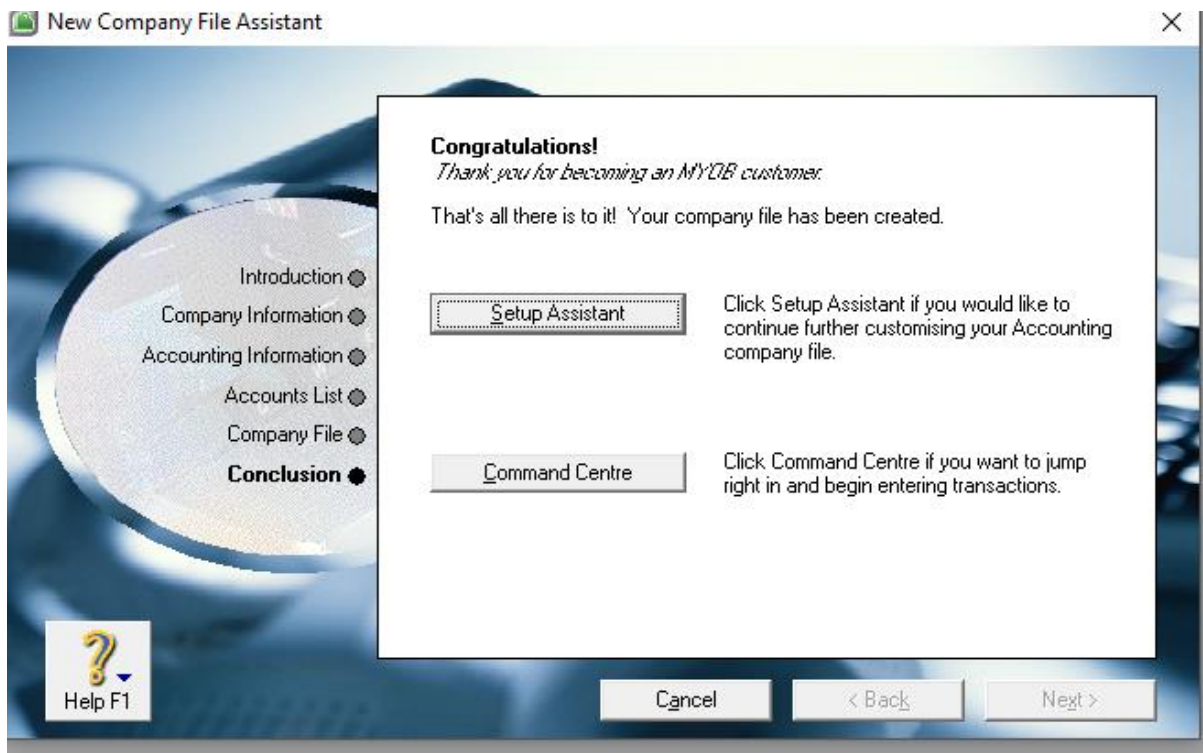 New Company File Assistant
Congratulations!
Thank you for becoming an MYOB customer.
That's all there is to it! Your company file has been created.
Introduction
Company Information
Accounting Information
Accounts List
Company File
Conclusion
Setup Assistant
Click Setup Assistant if you would like to
continue further customising your Accounting
company file.
Command Centre
Click Command Centre if you want to jump
right in and begin entering transactions.
?
Help F1
Cancel
< Back
Next >